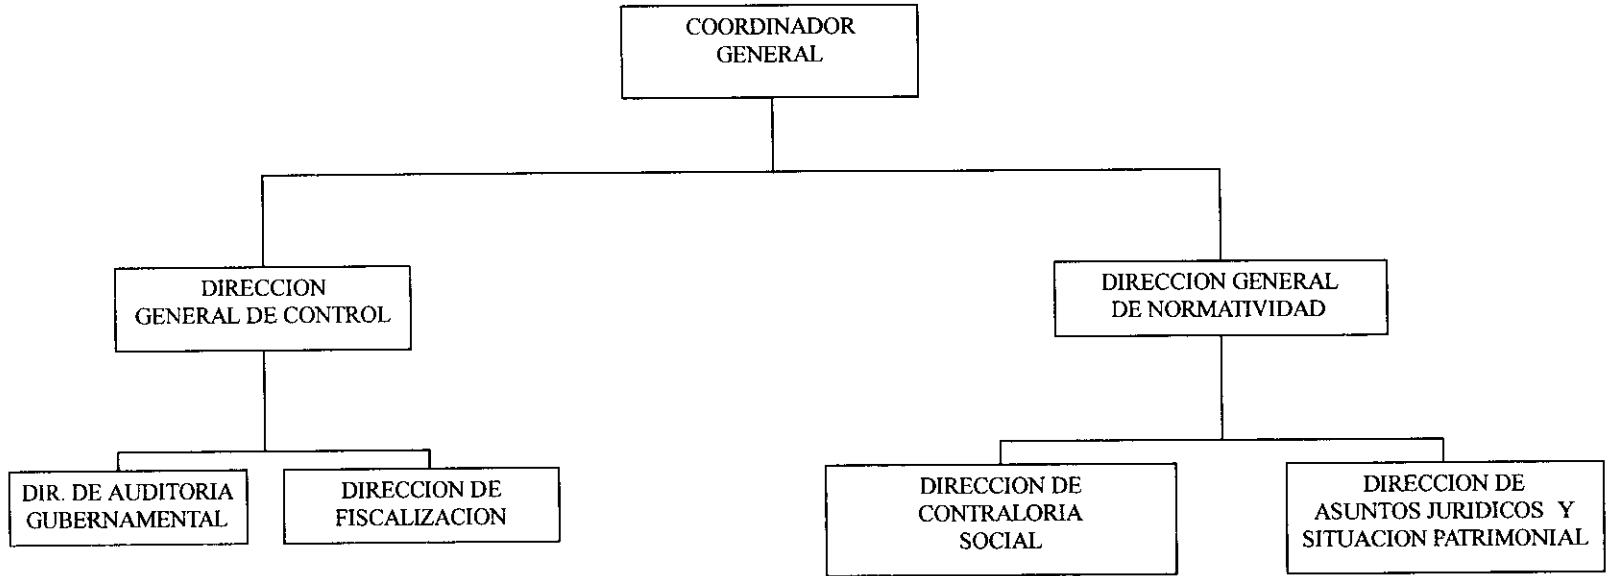 COORDINADOR
GENERAL
DIRECCION
GENERAL DE CONTROL
DIRECCION GENERAL
DE NORMATIVIDAD
DIR. DE AUDITORIA
GUBERNAMENTAL
DIRECCION DE
FISCALIZACION
DIRECCION DE
CONTRALORIA
SOCIAL
DIRECCION DE
ASUNTOS JURIDICOS Y
SITUACION PATRIMONIAL